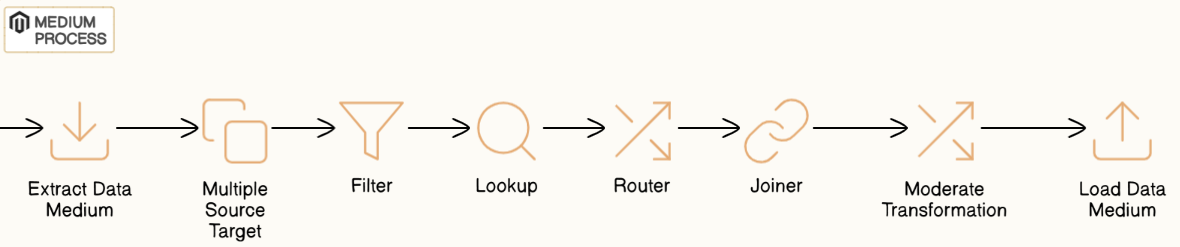 MEDIUM
PROCESS
Extract Data
Medium
Multiple
Source
Target
Filter
Lookup
Router
Joiner
Moderate
Transformation
Load Data
Medium